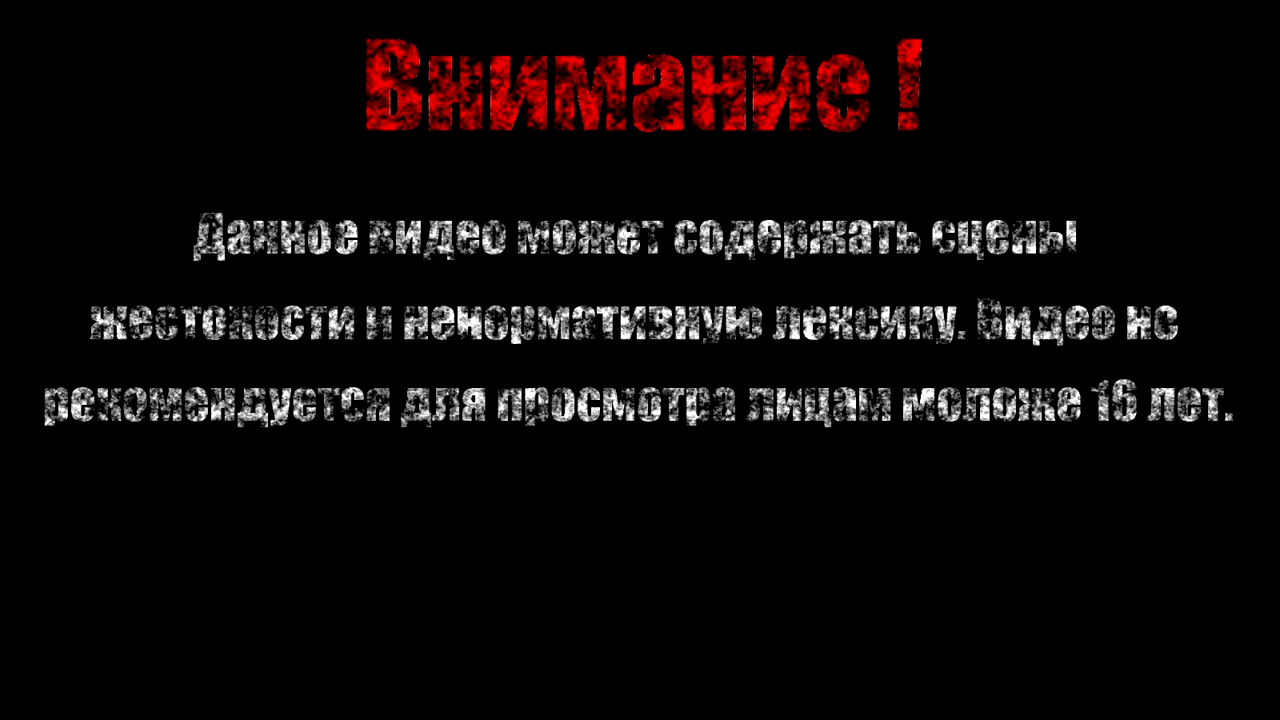 Внимание !
Данное видео может содержать сцены
жестокости и ненормативную лексику. Видео не
рекомендуется для просмотра лицам моложе 16 лет.